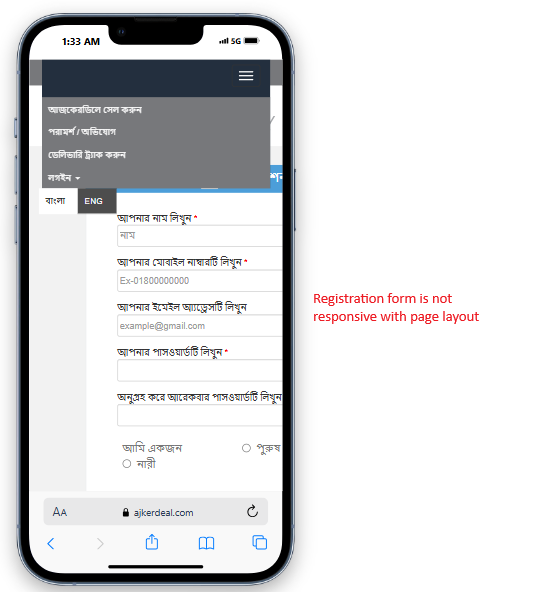 1:33 AM
5G
আজকেরডিলে সেল করুন
পরামর্শ / অভিযোগ
ডেলিভারি ট্র্যাক করুন
লগইন
বাংলা ENG
আপনার নাম লিখুন *
নাম
আপনার মোবাইল নাম্বারটি লিখুন *
Ex-01800000000
আপনার ইমেইল অ্যাড্রেসটি লিখুন
example@gmail.com
আপনার পাসওয়ার্ডটি লিখুন *
অনুগ্রহ করে আরেকবার পাসওয়ার্ডটি লিখুন
আমি একজন পুরুষ
নারী
AA ajkerdeal.com
Registration form is not
responsive with page layout